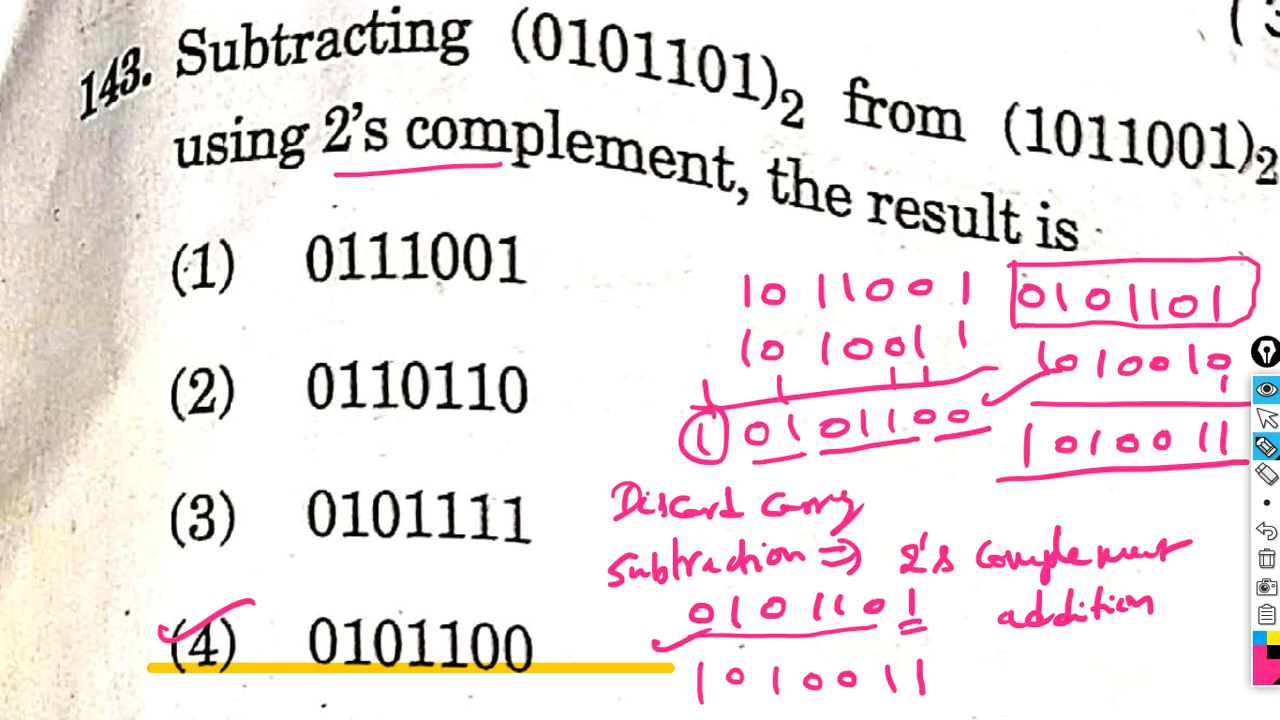 143. Subtracting (0101101)₂ from (1011001)₂
using 2's complement, the result is
(1) 0111001
(2) 0110110
(3) 0101111
(4) 0101100
1011001
1010011
1 0101100
0101101
1010010
1
1010011
Discard carry
subtraction ⇒ 2's complement
addition
0101101
1010011